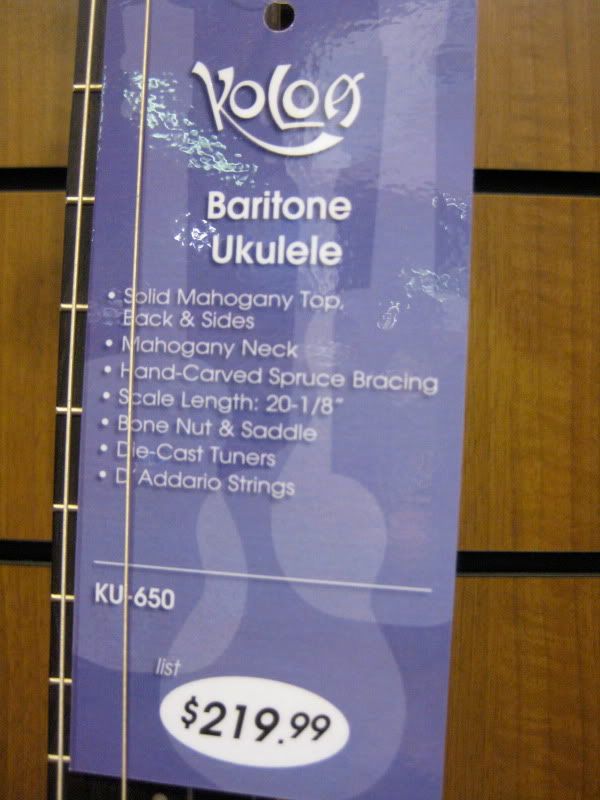 KOLOA
Baritone
Ukulele
• Solid Mahogany Top,
Back & Sides
• Mahogany Neck
• Hand-Carved Spruce Bracing
• Scale Length: 20-1/8"
• Bone Nut & Saddle
• Die-Cast Tuners
• D'Addario Strings
KU-650
list
$219.99